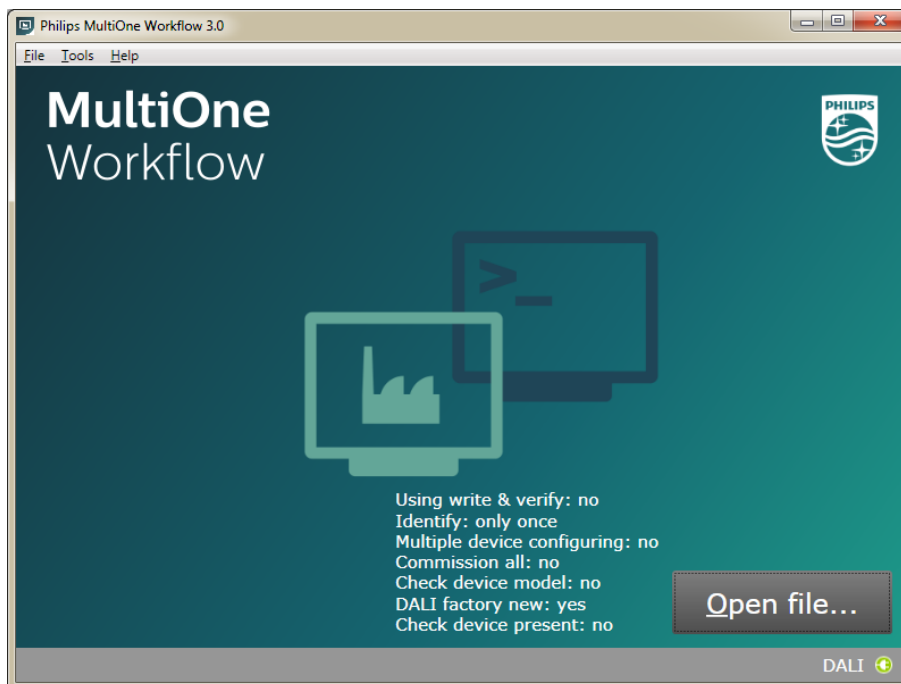 Philips MultiOne Workflow 3.0
File Tools Help
MultiOne
Workflow
PHILIPS
>_
Using write & verify: no
Identify: only once
Multiple device configuring: no
Commission all: no
Check device model: no
DALI factory new: yes
Check device present: no
Open file...
DALI